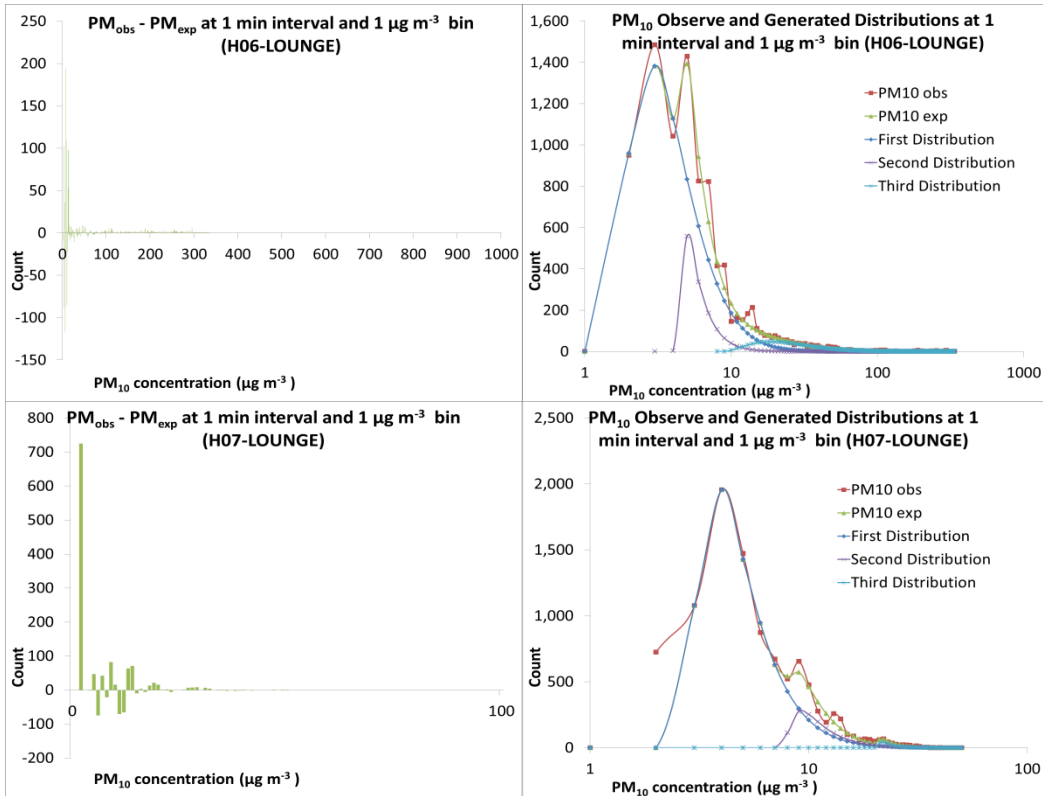 PMobs - PMexp at 1 min interval and 1 µg m-3 bin
(H06-LOUNGE)
250
200
150
100
50
0
-50
-100
-150
0 100 200 300 400 500 600 700 800 900 1000
Count
PM10 concentration (µg m-3 )
PM10 Observe and Generated Distributions at 1
min interval and 1 µg m-3 bin (H06-LOUNGE)
1,600
1,400
1,200
1,000
800
600
400
200
0
1 10 100 1000
Count
PM10 obs
PM10 exp
First Distribution
Second Distribution
Third Distribution
PM10 concentration (µg m-3 )
PMobs - PMexp at 1 min interval and 1 µg m-3 bin
(H07-LOUNGE)
800
700
600
500
400
300
200
100
0
-100
-200
0 100
Count
PM10 concentration (µg m-3 )
PM10 Observe and Generated Distributions at 1
min interval and 1 µg m-3 bin (H07-LOUNGE)
2,500
2,000
1,500
1,000
500
0
1 10 100
Count
PM10 obs
PM10 exp
First Distribution
Second Distribution
Third Distribution
PM10 concentration (µg m-3 )